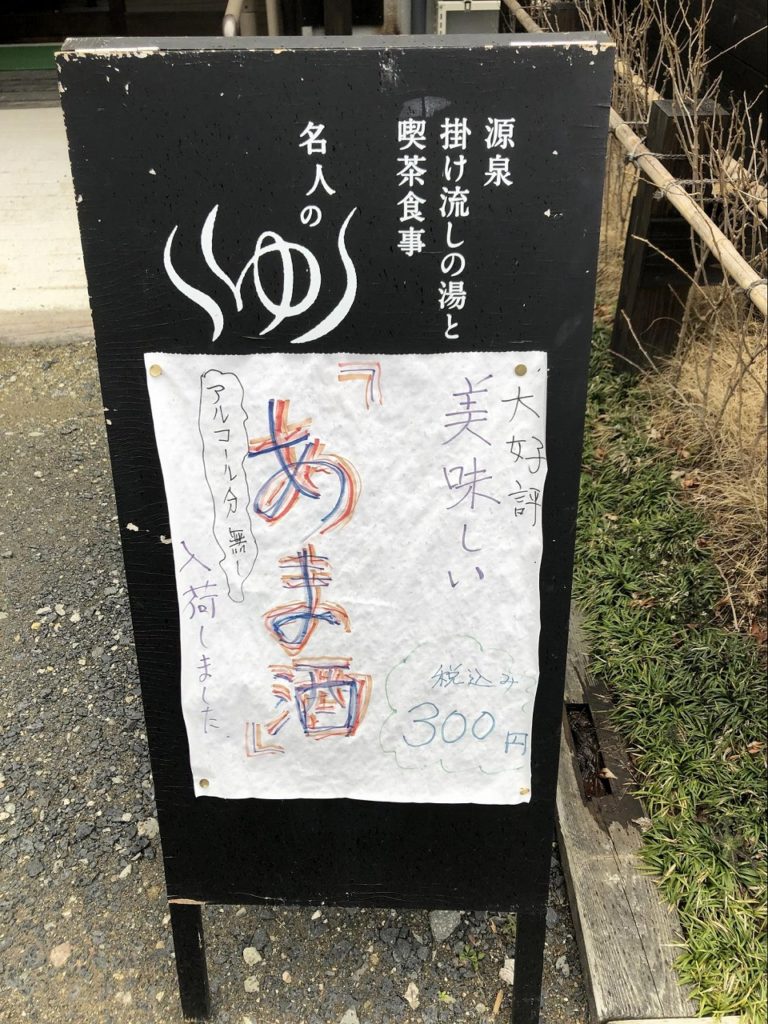 源泉
掛け流しの湯と
喫茶食事
名人の
ゆ
大好評
美味しい
『あま酒』
アルコール分 無し
入荷しました
税込み
300円